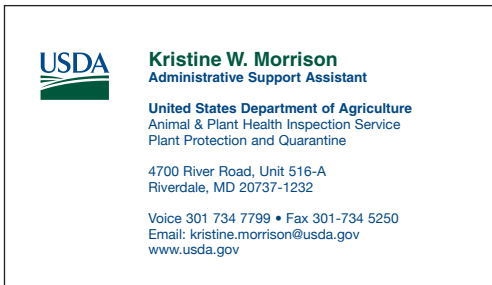 USDA
Kristine W. Morrison
Administrative Support Assistant
United States Department of Agriculture
Animal & Plant Health Inspection Service
Plant Protection and Quarantine
4700 River Road, Unit 516-A
Riverdale, MD 20737-1232
Voice 301 734 7799 • Fax 301-734 5250
Email: kristine.morrison@usda.gov
www.usda.gov